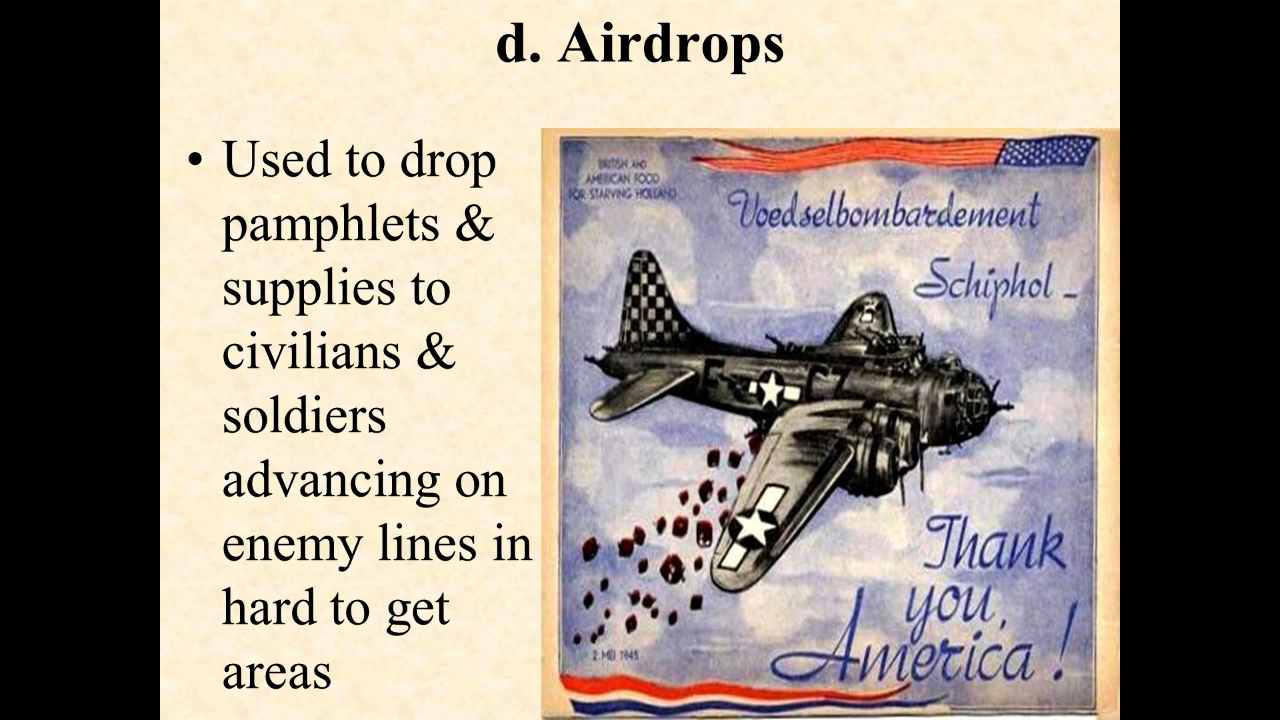 d. Airdrops
• Used to drop
pamphlets &
supplies to
civilians &
soldiers
advancing on
enemy lines in
hard to get
areas
BRITISH AND
AMERICAN FOOD
FOR STARVING HOLLAND
Voedselbombardement
Schiphol -
Thank
you,
America!
2 MEI 1945